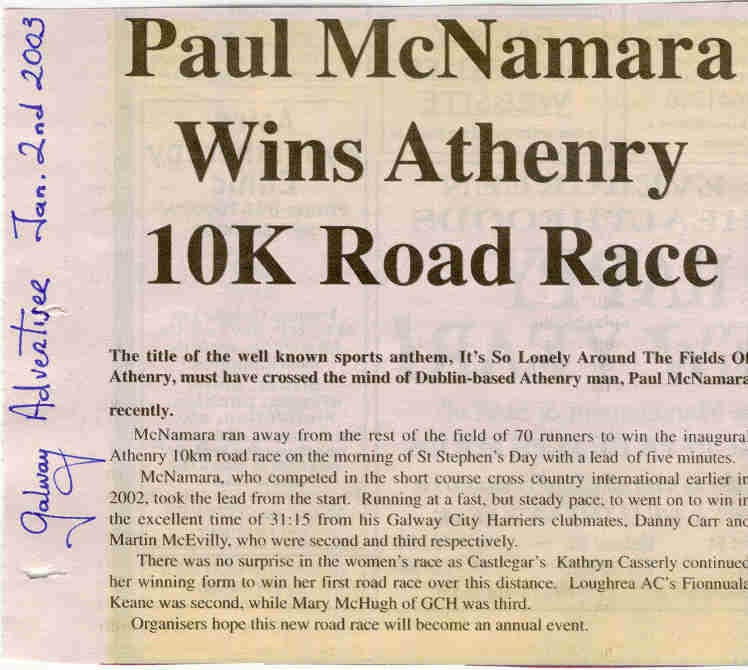 Paul McNamara
Wins Athenry
10K Road Race
Galway Advertiser Jan. 2nd 2003
The title of the well known sports anthem, It's So Lonely Around The Fields Of
Athenry, must have crossed the mind of Dublin-based Athenry man, Paul McNamara
recently.
McNamara ran away from the rest of the field of 70 runners to win the inaugura
Athenry 10km road race on the morning of St Stephen's Day with a lead of five minutes.
McNamara, who competed in the short course cross country international earlier in
2002, took the lead from the start. Running at a fast, but steady pace, to went on to win in
the excellent time of 31:15 from his Galway City Harriers clubmates, Danny Carr and
Martin McEvilly, who were second and third respectively.
There was no surprise in the women's race as Castlegar's Kathryn Casserly continued
her winning form to win her first road race over this distance. Loughrea AC's Fionnuala
Keane was second, while Mary McHugh of GCH was third.
Organisers hope this new road race will become an annual event.